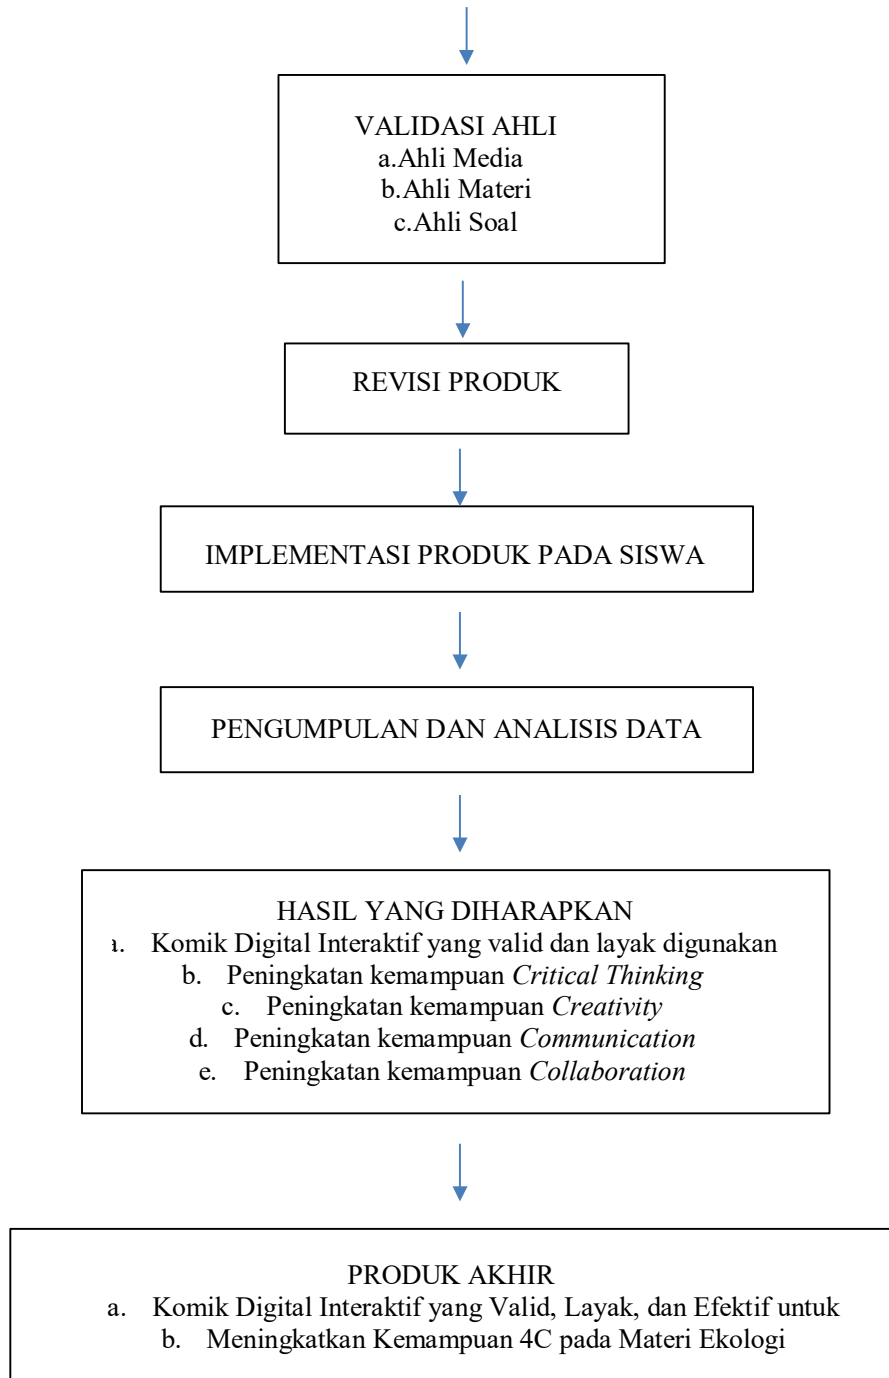 VALIDASI AHLI
a.Ahli Media
b.Ahli Materi
c.Ahli Soal
REVISI PRODUK
IMPLEMENTASI PRODUK PADA SISWA
PENGUMPULAN DAN ANALISIS DATA
HASIL YANG DIHARAPKAN
Komik Digital Interaktif yang valid dan layak digunakan
b. Peningkatan kemampuan Critical Thinking
c. Peningkatan kemampuan Creativity
d. Peningkatan kemampuan Communication
e. Peningkatan kemampuan Collaboration
PRODUK AKHIR
a. Komik Digital Interaktif yang Valid, Layak, dan Efektif untuk
b. Meningkatkan Kemampuan 4C pada Materi Ekologi